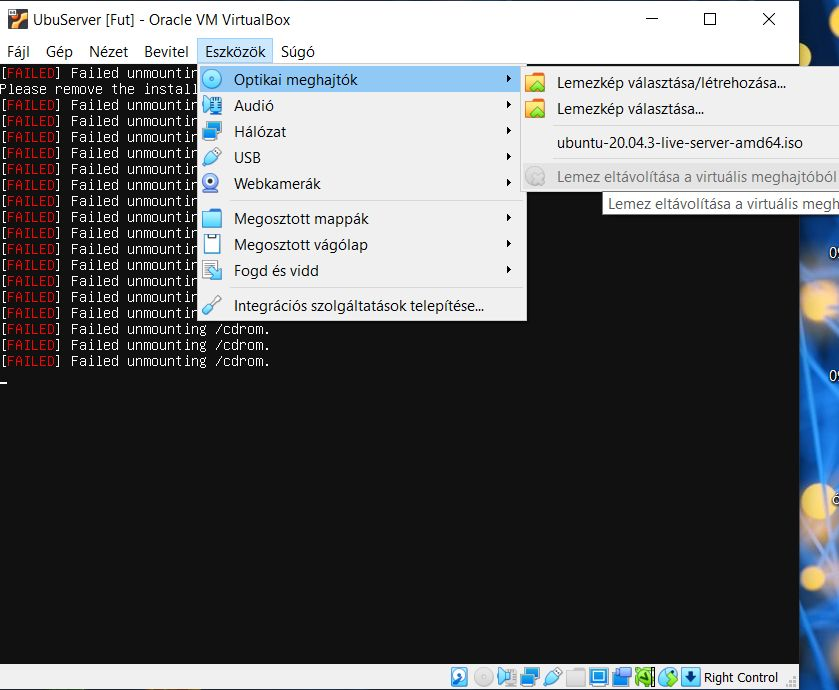 UbuServer [Fut] - Oracle VM VirtualBox
Fájl Gép Nézet Bevitel Eszközök Súgó
[FAILED] Failed unmountin
Please remove the install
[FAILED] Failed unmountin
[FAILED] Failed unmountin
[FAILED] Failed unmountin
[FAILED] Failed unmountin
[FAILED] Failed unmountin
[FAILED] Failed unmountin
[FAILED] Failed unmountin
[FAILED] Failed unmountin
[FAILED] Failed unmountin
[FAILED] Failed unmountin
[FAILED] Failed unmountin
[FAILED] Failed unmountin
[FAILED] Failed unmountin
[FAILED] Failed unmountin
[FAILED] Failed unmounting /cdrom.
[FAILED] Failed unmounting /cdrom.
[FAILED] Failed unmounting /cdrom.
Optikai meghajtók
Audió
Hálózat
USB
Webkamerák
Megosztott mappák
Megosztott vágólap
Fogd és vidd
Integrációs szolgáltatások telepítése...
Lemezkép választása/létrehozása...
Lemezkép választása...
ubuntu-20.04.3-live-server-amd64.iso
Lemez eltávolítása a virtuális meghajtóból
Lemez eltávolítása a virtuális megh
Right Control